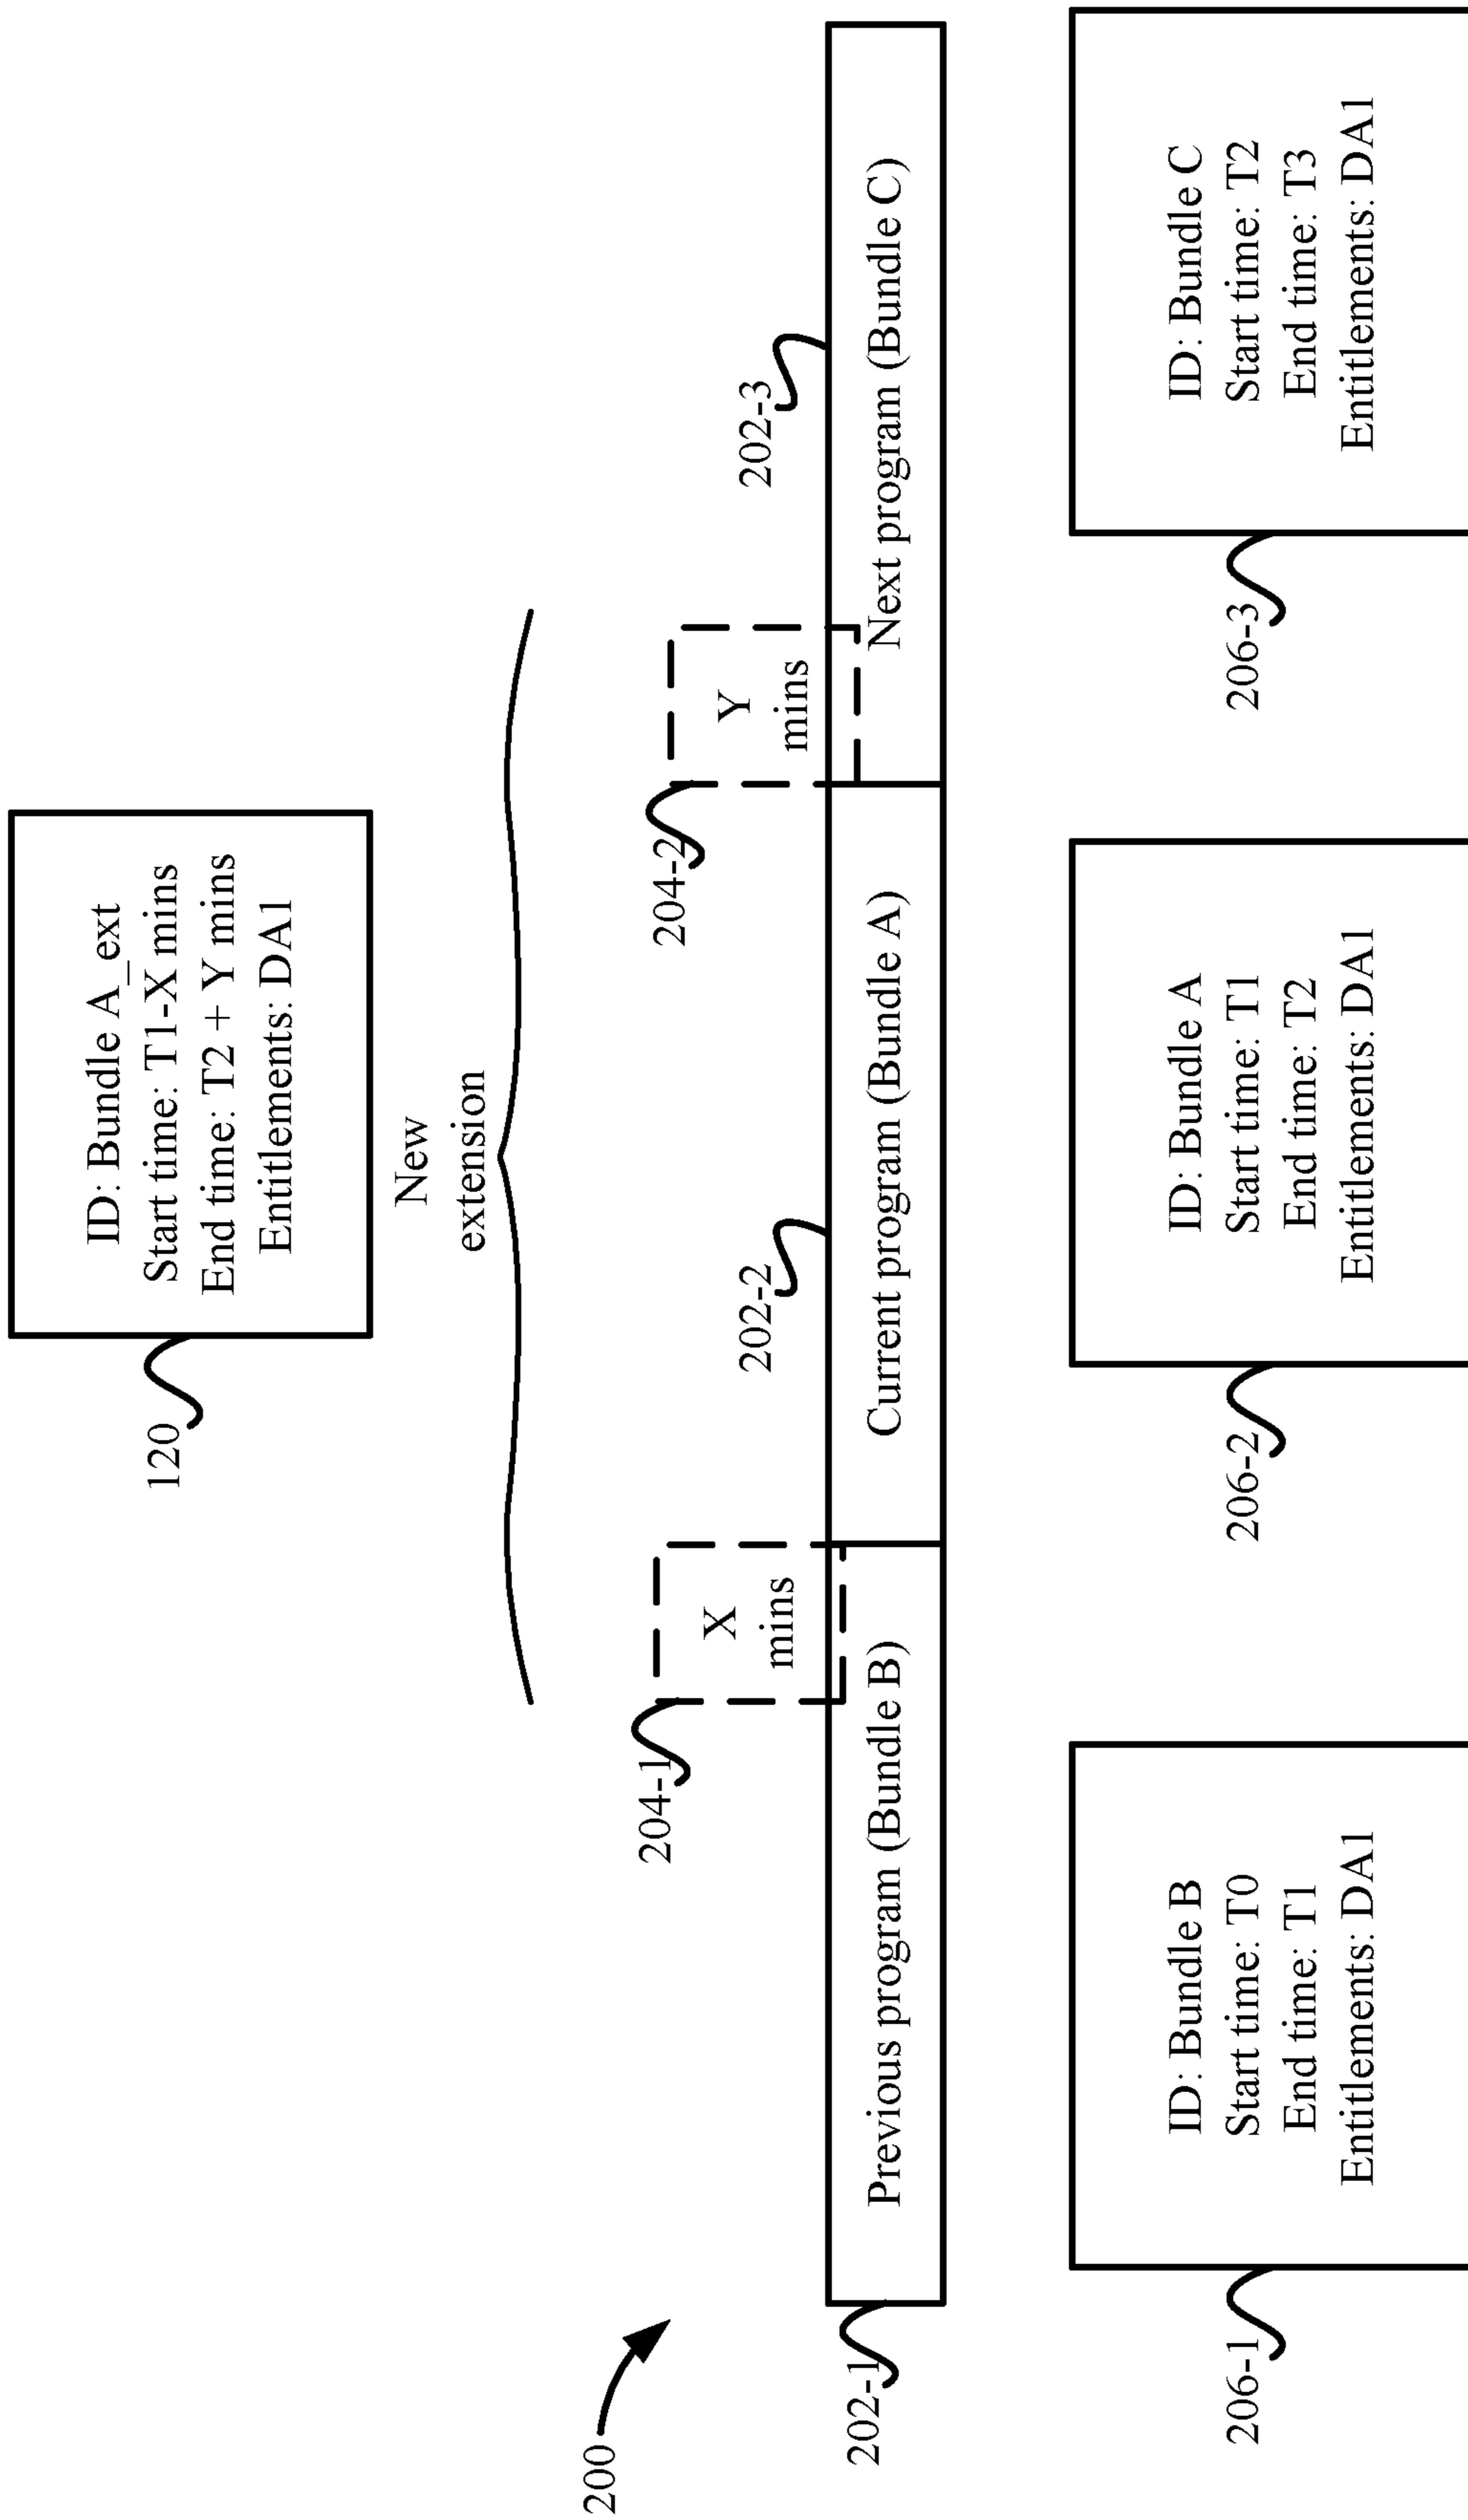 120
ID: Bundle A_ext
Start time: T1-X mins
End time: T2 + Y mins
Entitlements: DA1
New
extension
200
204-1
X
mins
204-2
Y
mins
202-1
202-2
202-3
Previous program (Bundle B)
Current program (Bundle A)
Next program (Bundle C)
206-1
ID: Bundle B
Start time: T0
End time: T1
Entitlements: DA1
206-2
ID: Bundle A
Start time: T1
End time: T2
Entitlements: DA1
206-3
ID: Bundle C
Start time: T2
End time: T3
Entitlements: DA1